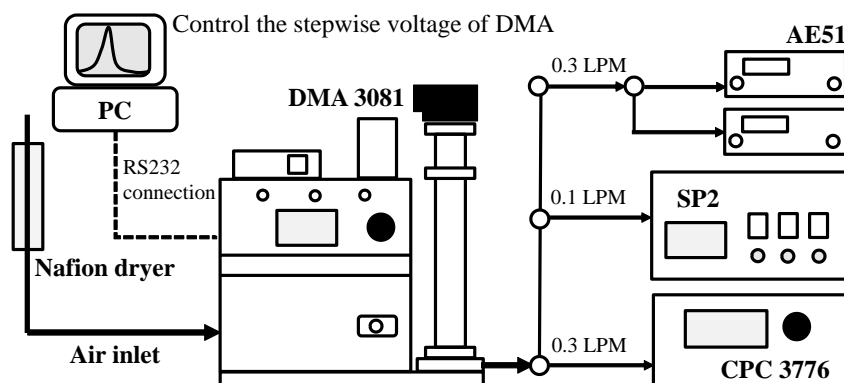 Control the stepwise voltage of DMA
PC
RS232
connection
Nafion dryer
Air inlet
DMA 3081
0.3 LPM
AE51
0.1 LPM
SP2
0.3 LPM
CPC 3776